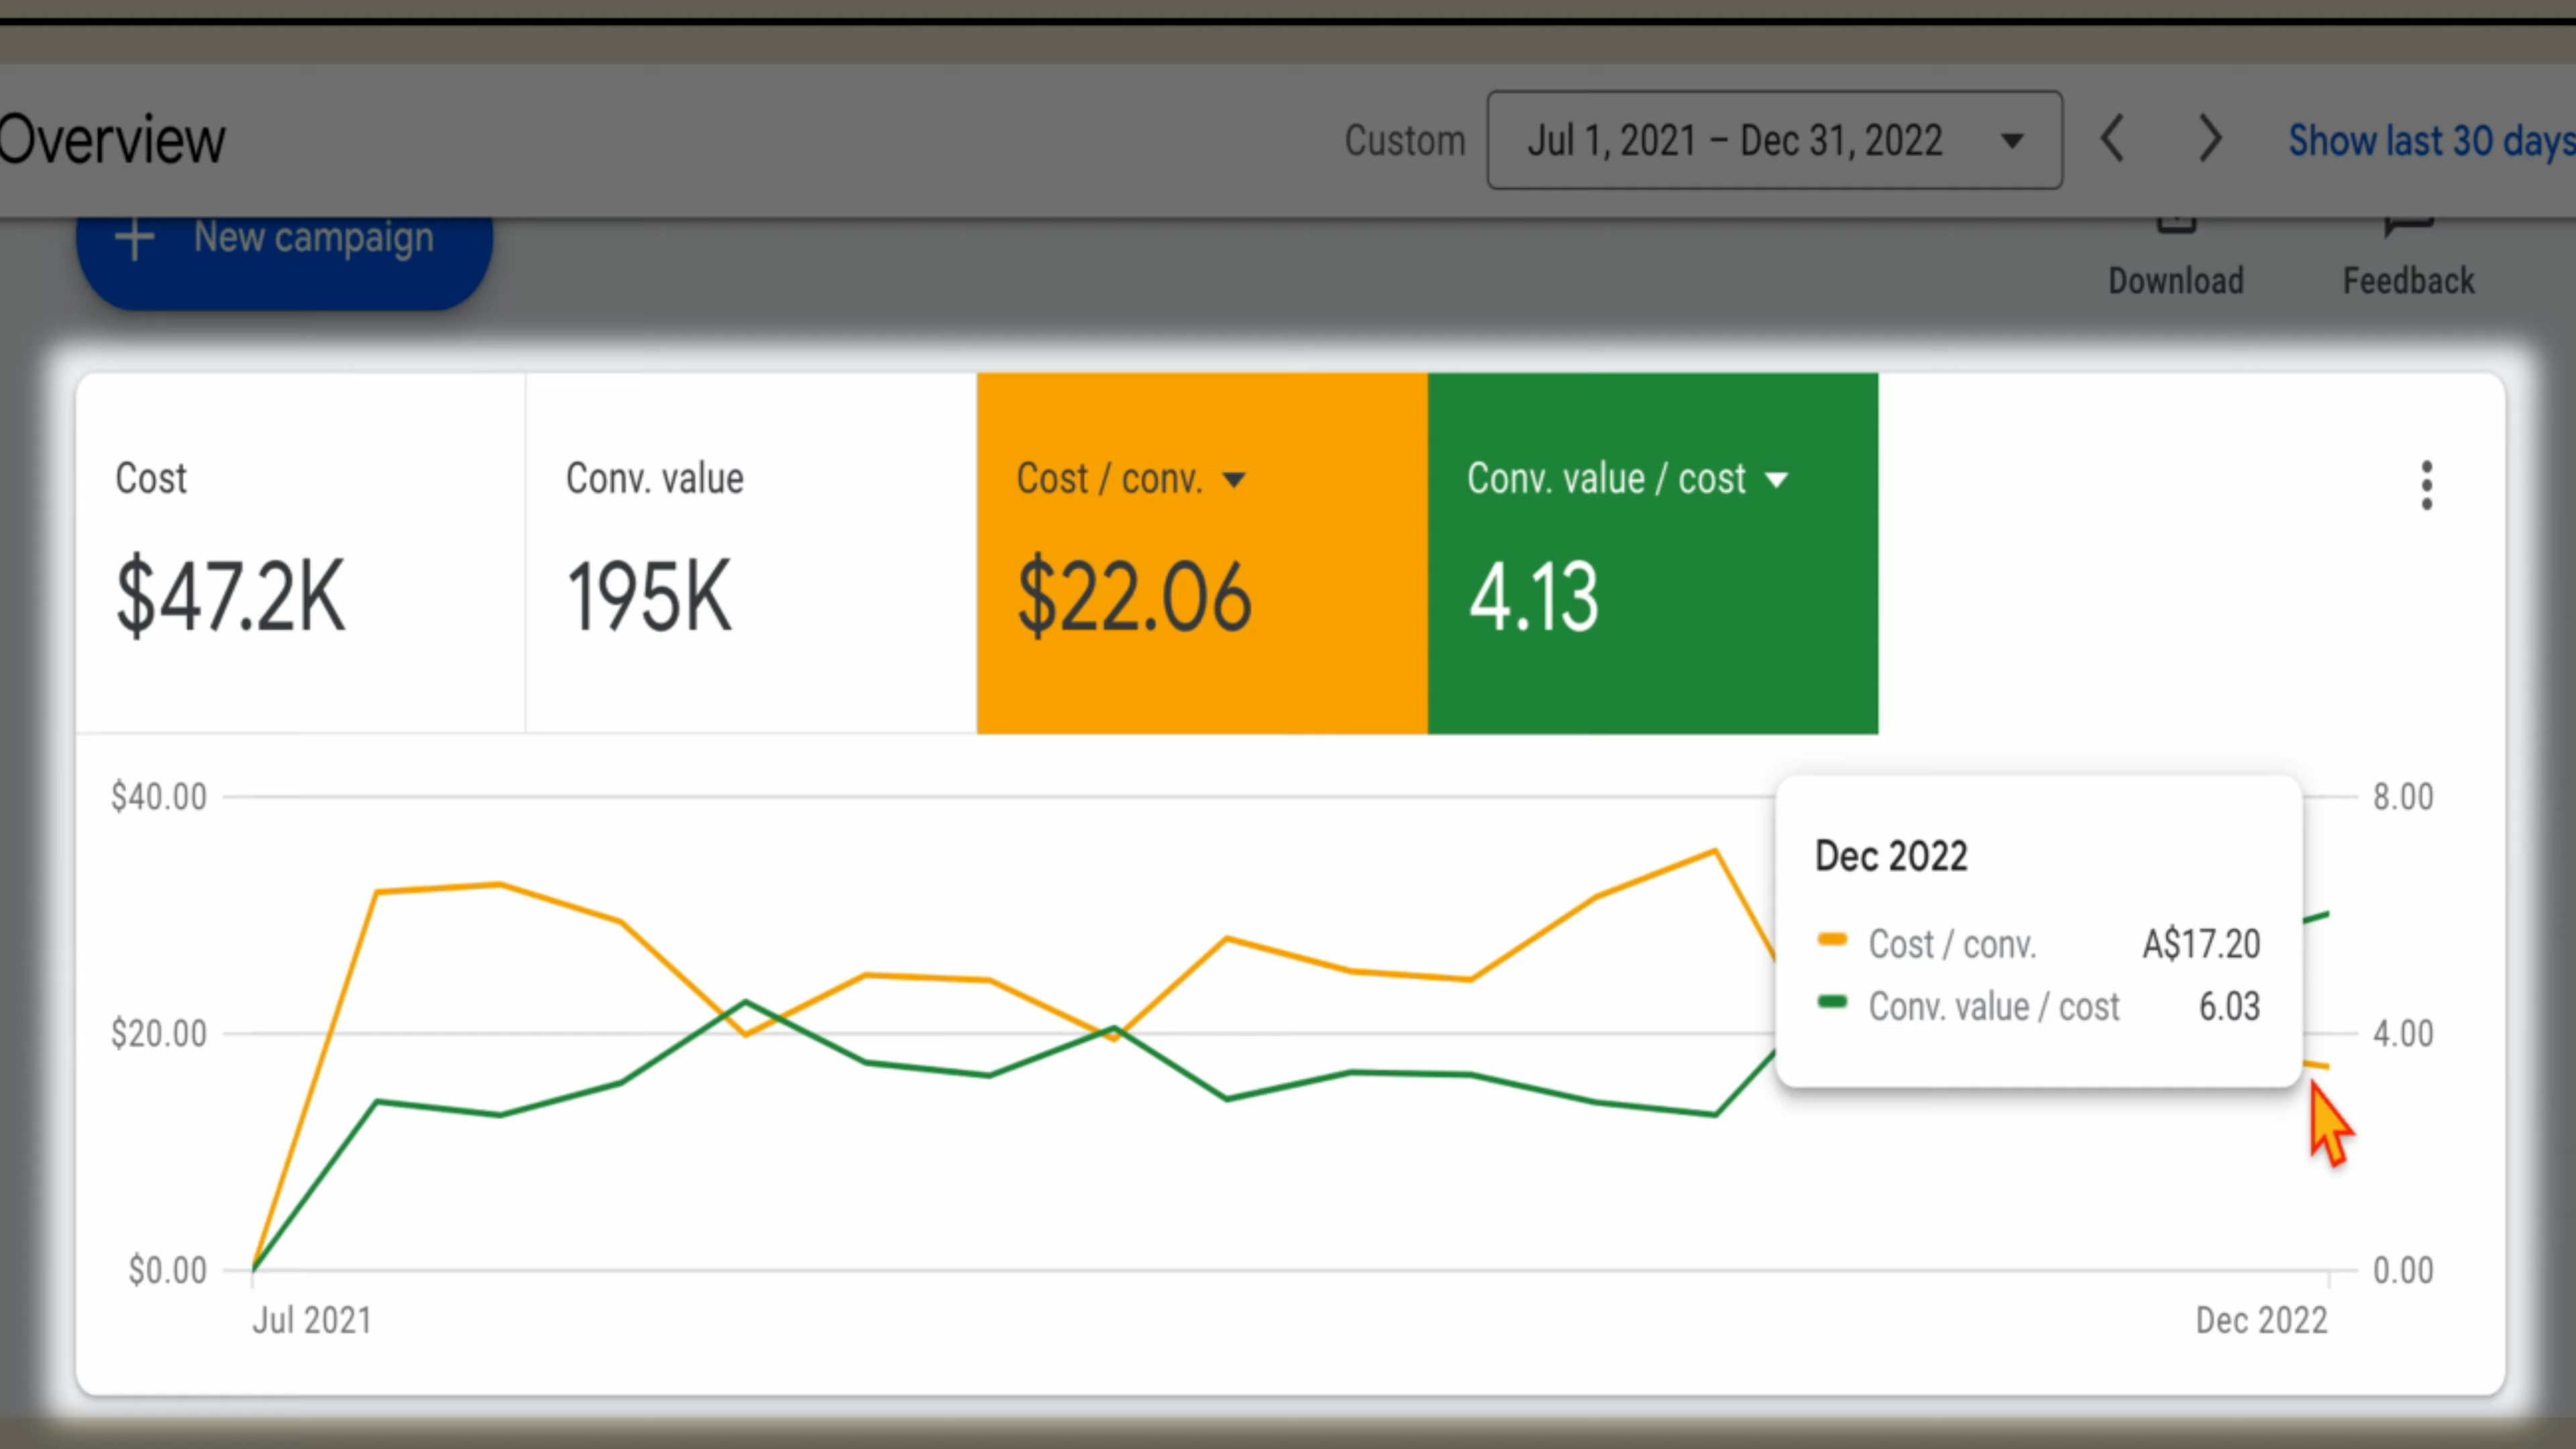 Overview
Custom
Jul 1, 2021 – Dec 31, 2022
Show last 30 days
New campaign
Download
Feedback
Cost
$47.2K
Conv. value
195K
Cost / conv.
$22.06
Conv. value / cost
4.13
$40.00
8.00
Dec 2022
Cost / conv. A$17.20
Conv. value / cost 6.03
$20.00
4.00
$0.00
0.00
Jul 2021
Dec 2022